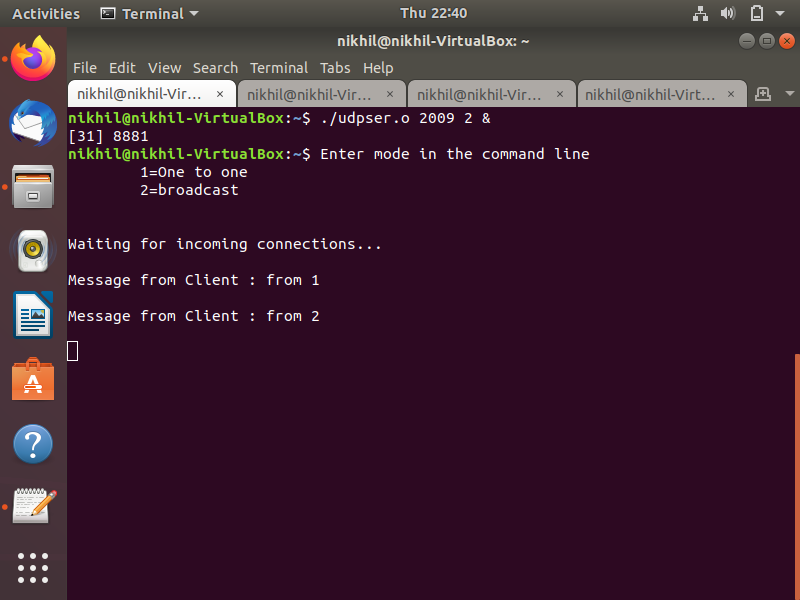 Activities Terminal Thu 22:40
nikhil@nikhil-VirtualBox: ~
File Edit View Search Terminal Tabs Help
nikhil@nikhil-Vir... × nikhil@nikhil-Vir... × nikhil@nikhil-Vir... × nikhil@nikhil-Virt... ×
nikhil@nikhil-VirtualBox:~$ ./udpser.o 2009 2 &
[31] 8881
nikhil@nikhil-VirtualBox:~$ Enter mode in the command line
1=One to one
2=broadcast
Waiting for incoming connections...
Message from Client : from 1
Message from Client : from 2